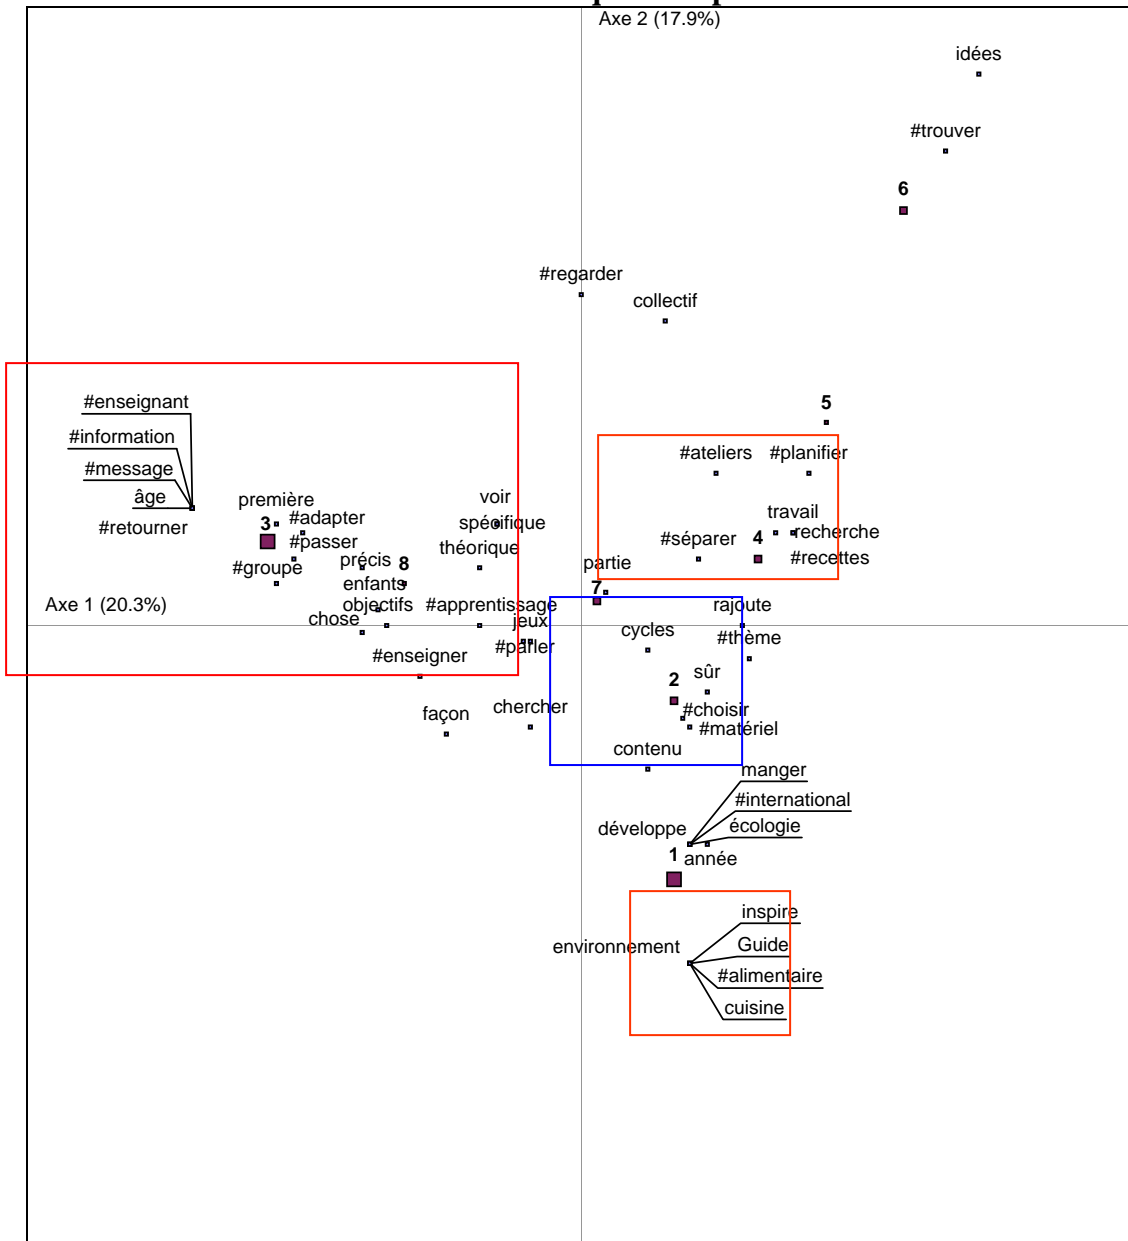 Axe 2 (17.9%)
idées
#trouver
6
#regarder
collectif
#enseignant
5
#information
#ateliers #planifier
#message
âge
première
voir
#retourner
3 #adapter
spécifique
travail
#passer
théorique
#séparer 4 recherche
précis 8
#recettes
#groupe
partie
enfants
7
Axe 1 (20.3%)
objectifs #apprentissage
rajoute
chose
jeux
cycles
#thème
#enseigner
#parler
sûr
2
façon
chercher
#choisir
#matériel
contenu
manger
#international
développe écologie
1 année
inspire
environnement Guide
#alimentaire
cuisine